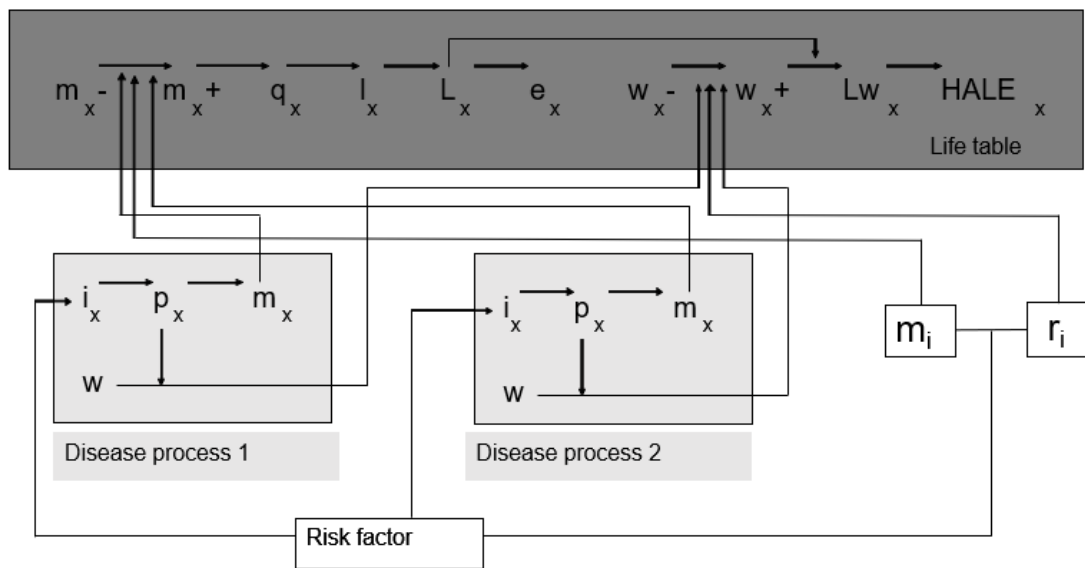 m x - m x + q x l x L x e x w x - w x + Lw x HALE x
Life table
i x p x m x
i x p x m x
m i r i
w
w
Disease process 1
Disease process 2
Risk factor